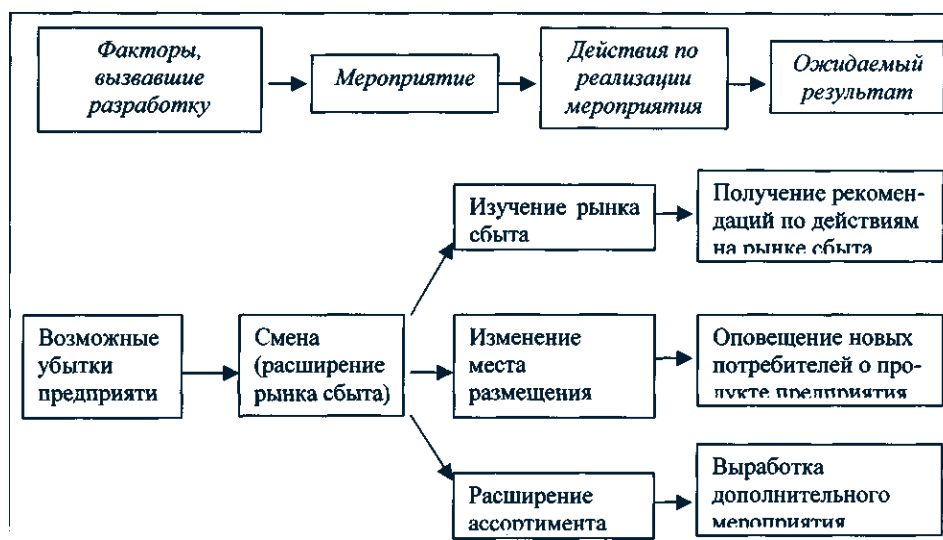 Факторы,
вызвавшие
разработку
Мероприятие
Действия по
реализации
мероприятия
Ожидаемый
результат
Изучение рынка
сбыта
Получение рекомен-
даций по действиям
на рынке сбыта
Возможные
убытки
предприяти
Смена
(расширение
рынка сбыта)
Изменение
места
размещения
Оповещение новых
потребителей о про-
дукте предприятия
Расширение
ассортимента
Выработка
дополнительного
мероприятия